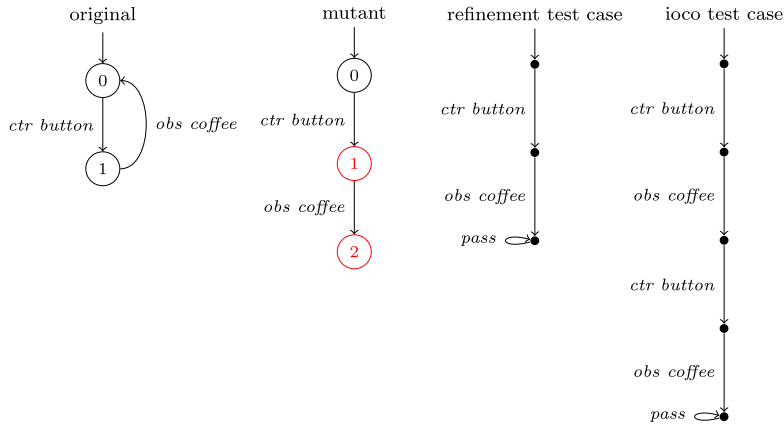 original
0
ctr button
obs coffee
1
mutant
0
ctr button
1
obs coffee
2
refinement test case
ctr button
obs coffee
pass
ioco test case
ctr button
obs coffee
ctr button
obs coffee
pass